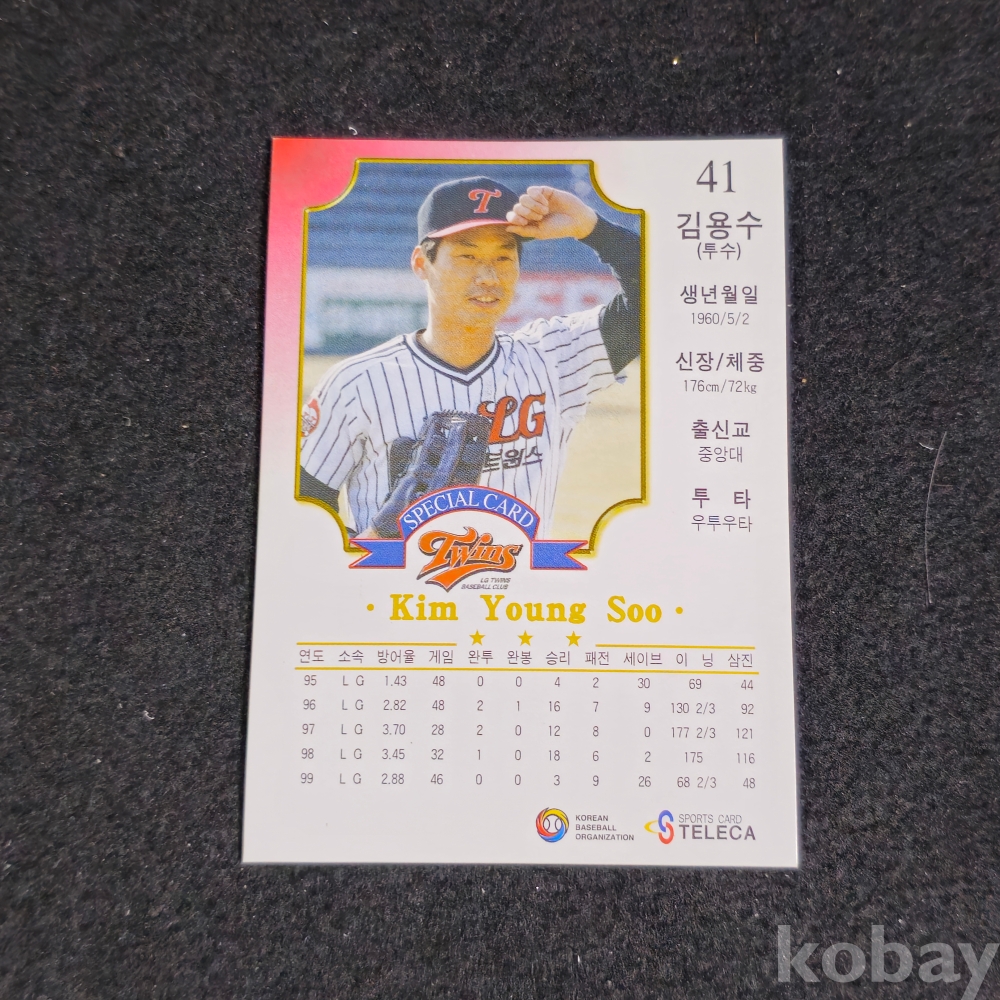 41
김용수
(투수)
생년월일
1960/5/2
신장/체중
176cm/72kg
출신교
중앙대
투 타
우투우타
T
LG
트윈스
SPECIAL CARD
Twins
LG TWINS
BASEBALL CLUB
· Kim Young Soo ·
연도 소속 방어율 게임 완투 완봉 승리 패전 세이브 이 닝 삼진
95 L G 1.43 48 0 0 4 2 30 69 44
96 L G 2.82 48 2 1 16 7 9 130 2/3 92
97 L G 3.70 28 2 0 12 8 0 177 2/3 121
98 L G 3.45 32 1 0 18 6 2 175 116
99 L G 2.88 46 0 0 3 9 26 68 2/3 48
KOREAN
BASEBALL
ORGANIZATION
SPORTS CARD
TELECA
kobay